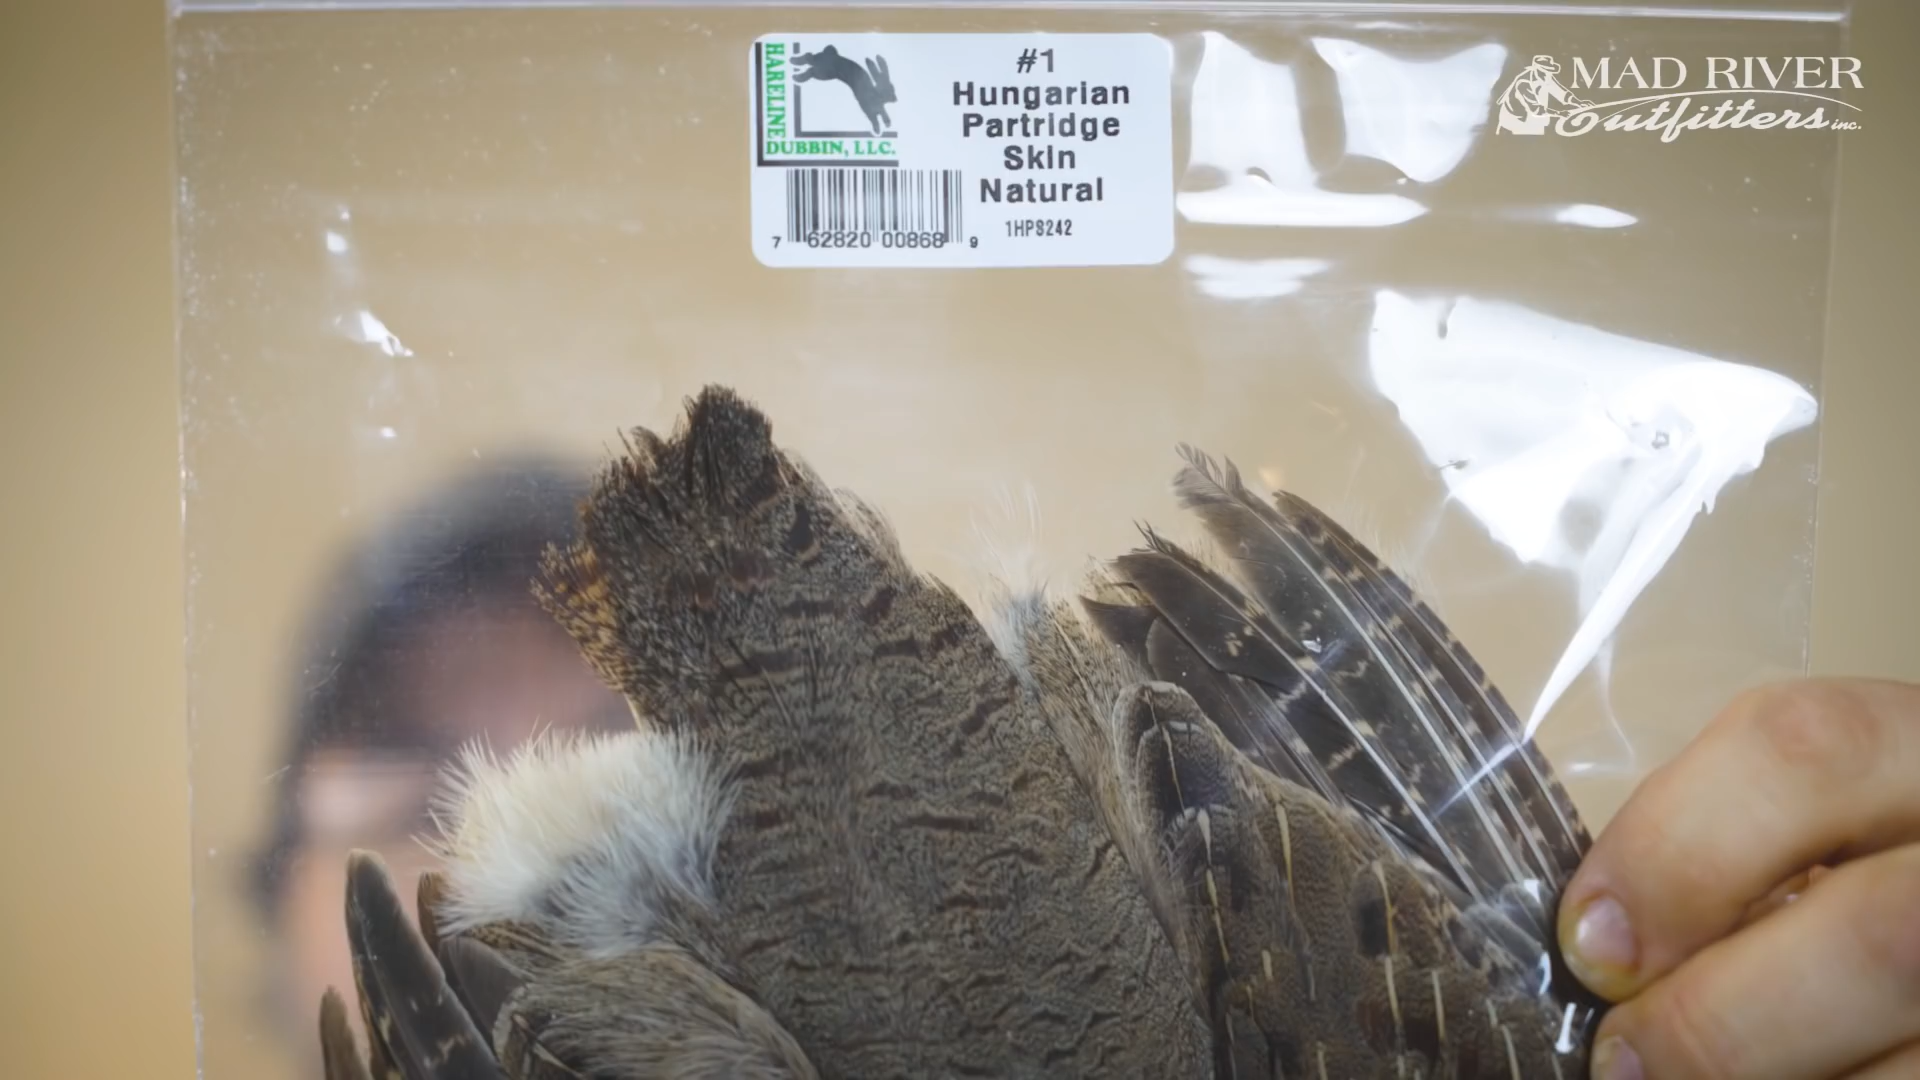 HARELINE
DUBBIN, LLC.
#1
Hungarian
Partridge
Skin
Natural
1HPS242
7 62820 00868 9
MAD RIVER
Outfitters inc.